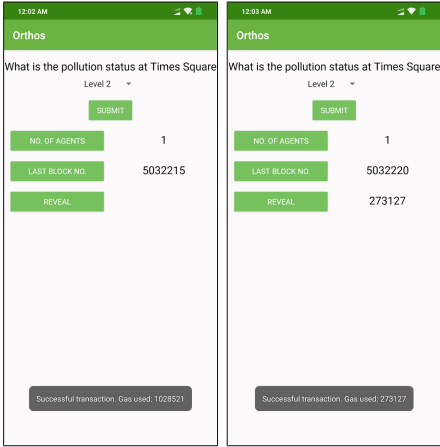 12:02 AM
Orthos
What is the pollution status at Times Square
Level 2
SUBMIT
NO. OF AGENTS 1
LAST BLOCK NO. 5032215
REVEAL
Successful transaction. Gas used: 1028521
12:03 AM
Orthos
What is the pollution status at Times Square
Level 2
SUBMIT
NO. OF AGENTS 1
LAST BLOCK NO. 5032220
REVEAL 273127
Successful transaction. Gas used: 273127